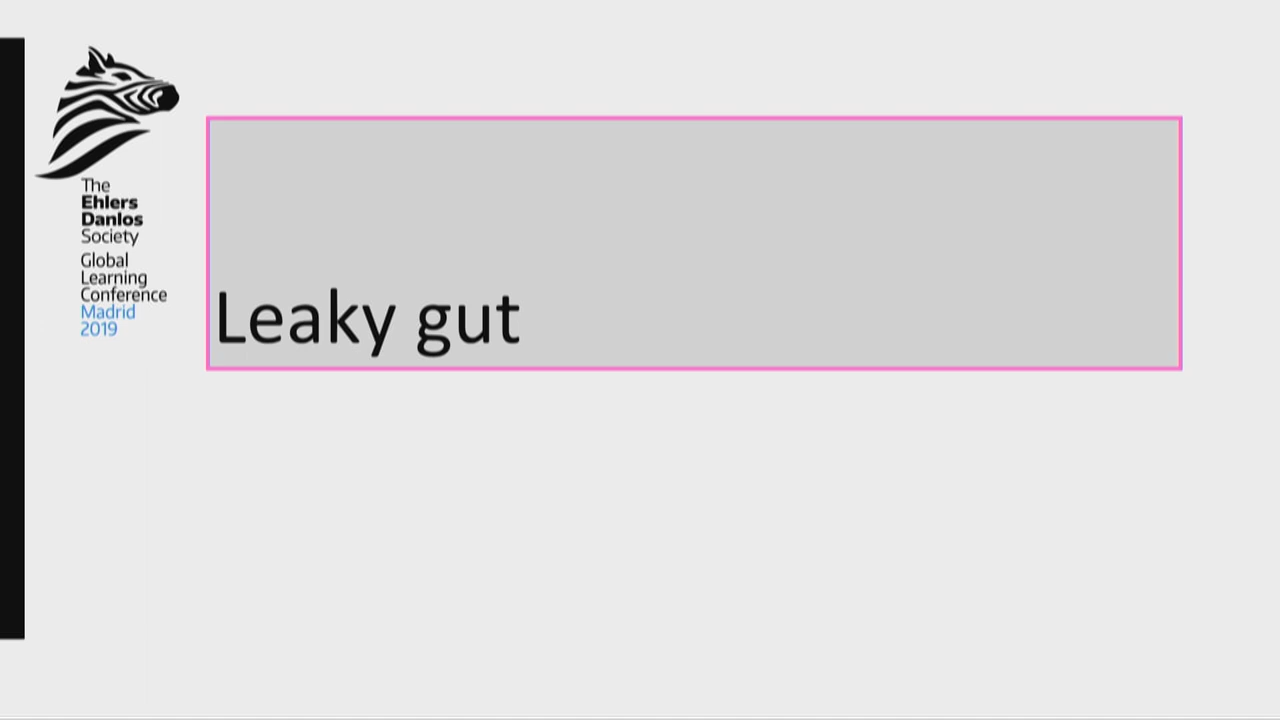 The
Ehlers
Danlos
Society
Global
Learning
Conference
Madrid
2019
Leaky gut